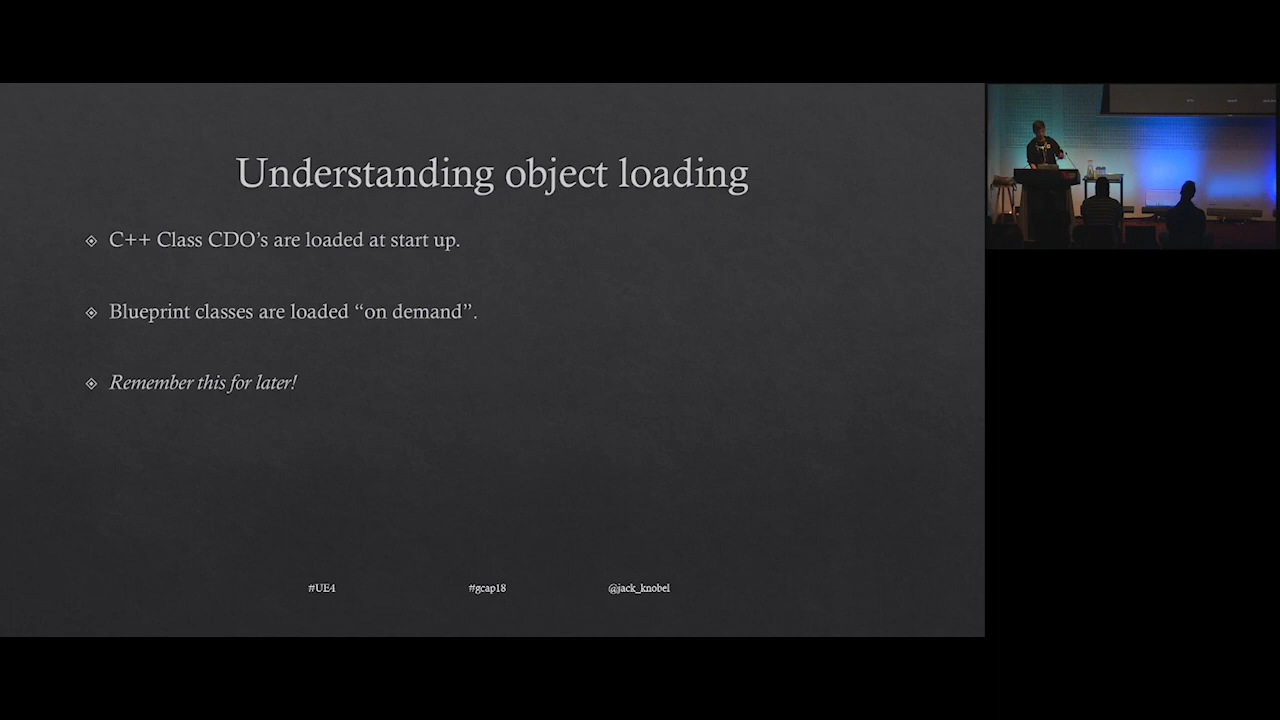 Understanding object loading
C++ Class CDO’s are loaded at start up.
Blueprint classes are loaded “on demand”.
Remember this for later!
#UE4
#gcap18
@jack_knobel